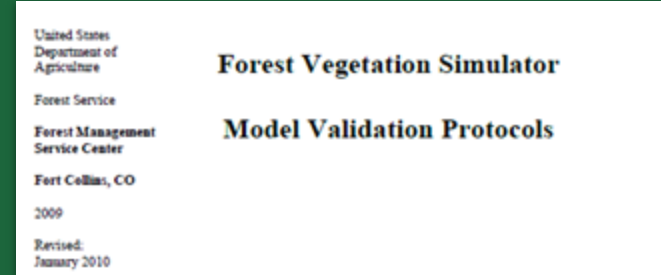 United States
Department of
Agriculture
Forest Service
Forest Management
Service Center
Fort Collins, CO
2009
Revised:
January 2010
Forest Vegetation Simulator
Model Validation Protocols